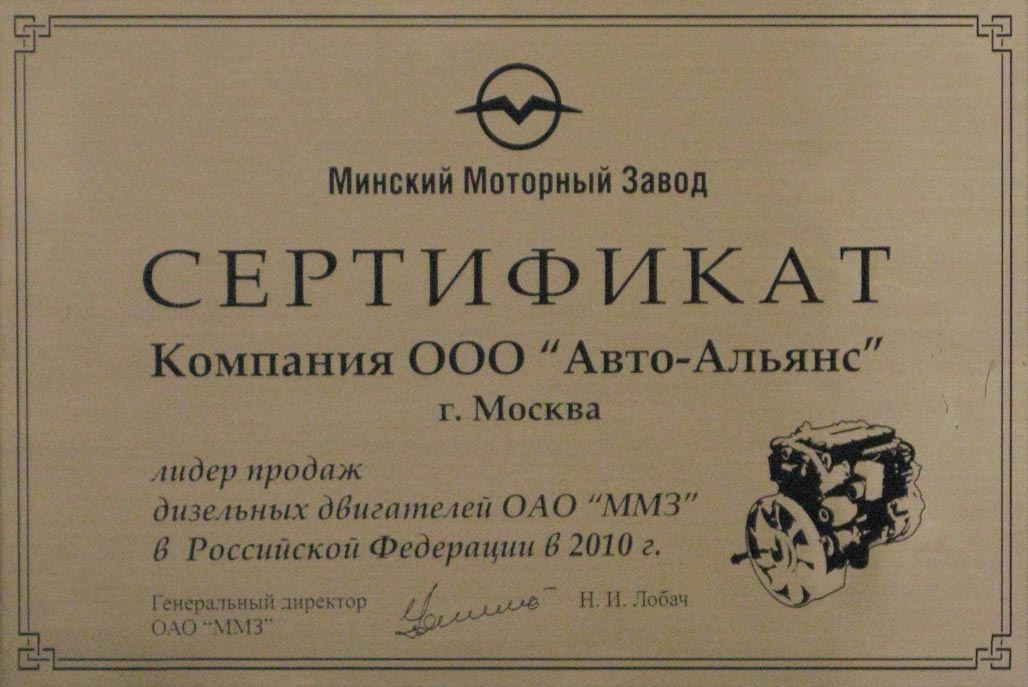 Минский Моторный Завод
СЕРТИФИКАТ
Компания ООО “Авто-Альянс”
г. Москва
лидер продаж
дизельных двигателей ОАО “ММЗ”
в Российской Федерации в 2010 г.
Генеральный директор Н. И. Лобач
ОАО “ММЗ”